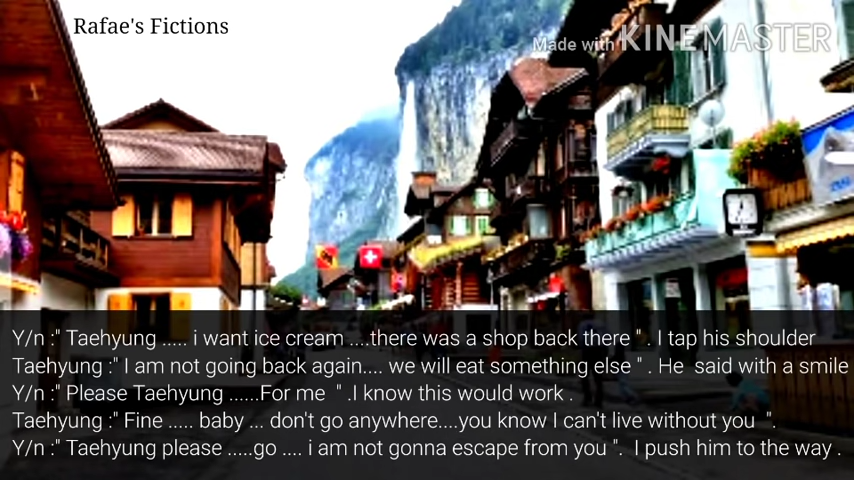 Rafae's Fictions
Made with KINEMASTER
Y/n :" Taehyung ..... i want ice cream ....there was a shop back there " . I tap his shoulder
Taehyung :" I am not going back again.... we will eat something else " . He said with a smile
Y/n :" Please Taehyung ......For me " .I know this would work .
Taehyung :" Fine ..... baby ... don't go anywhere....you know I can't live without you ".
Y/n :" Taehyung please .....go .... i am not gonna escape from you ". I push him to the way .